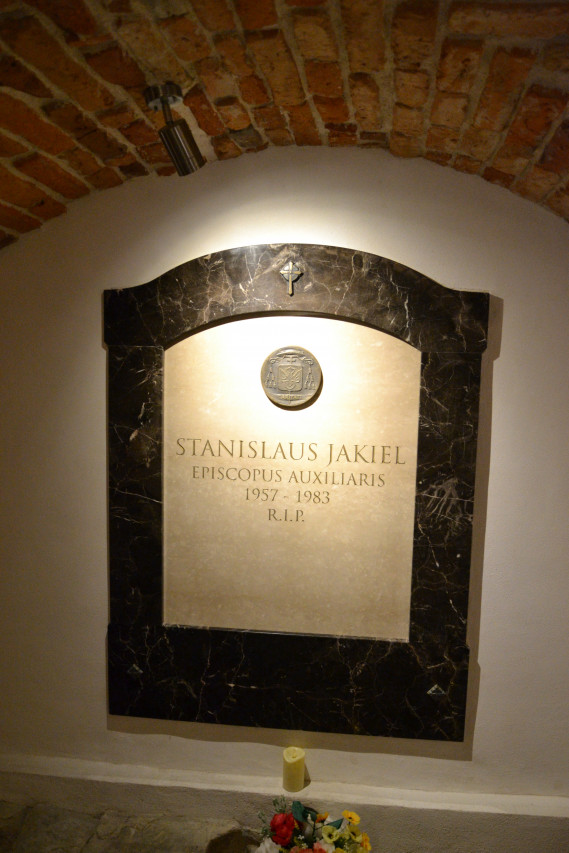 STANISLAUS JAKIEL
EPISCOPUS AUXILIARIS
1957 - 1983
R.I.P.